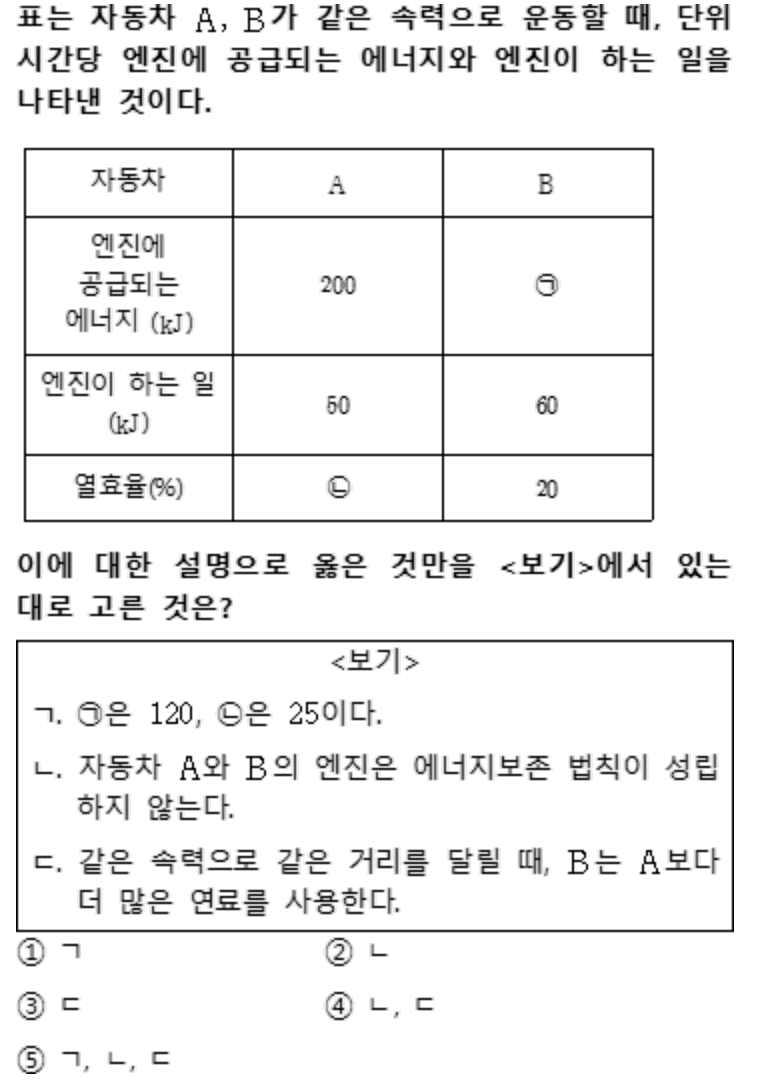 표는 자동차 A, B가 같은 속력으로 운동할 때, 단위
시간당 엔진에 공급되는 에너지와 엔진이 하는 일을
나타낸 것이다.
자동차 A B
엔진에
공급되는
에너지 (kJ)
200 ㉠
엔진이 하는 일
(kJ)
50 60
열효율(%) ㉡ 20
이에 대한 설명으로 옳은 것만을 <보기>에서 있는
대로 고른 것은?
<보기>
ㄱ. ㉠은 120, ㉡은 25이다.
ㄴ. 자동차 A와 B의 엔진은 에너지보존 법칙이 성립
하지 않는다.
ㄷ. 같은 속력으로 같은 거리를 달릴 때, B는 A보다
더 많은 연료를 사용한다.
① ㄱ ② ㄴ
③ ㄷ ④ ㄴ, ㄷ
⑤ ㄱ, ㄴ, ㄷ